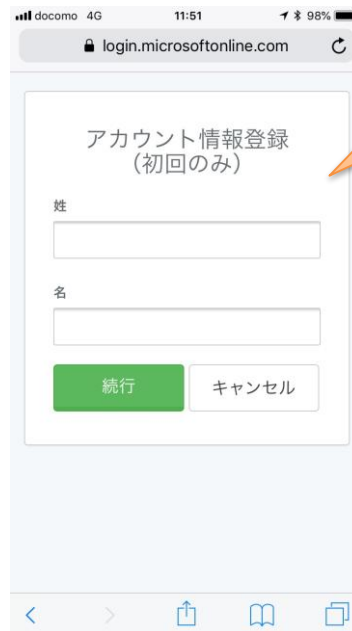 docomo 4G 11:51 98%
login.microsoftonline.com
アカウント情報登録
（初回のみ）
姓
名
続行 キャンセル